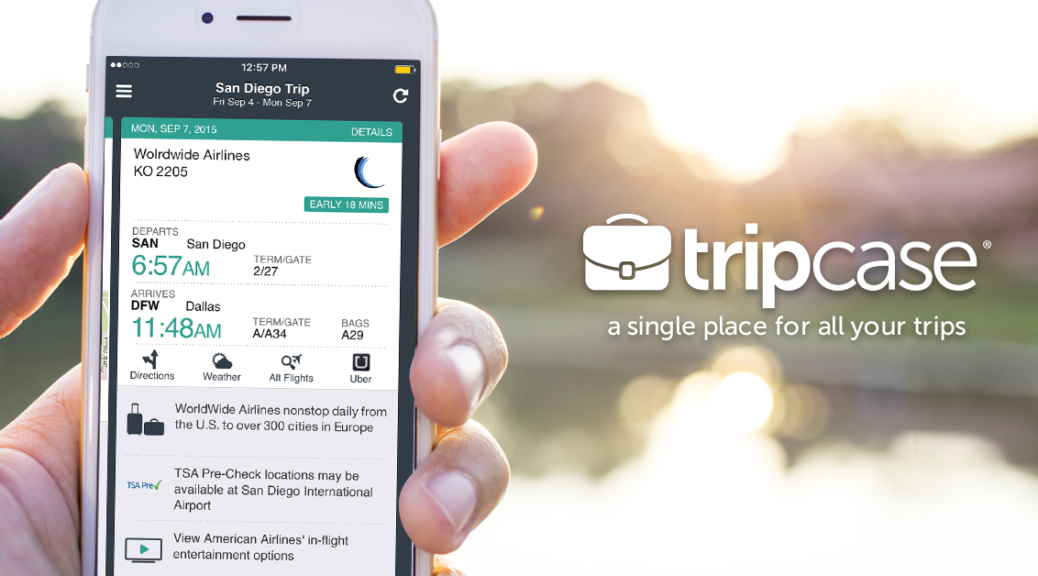 12:57 PM
San Diego Trip
Fri Sep 4 - Mon Sep 7
MON, SEP 7, 2015 DETAILS
Wolrdwide Airlines
KO 2205
EARLY 18 MINS
DEPARTS
SAN San Diego
6:57AM
TERM/GATE
2/27
ARRIVES
DFW Dallas
11:48AM
TERM/GATE
A/A34
BAGS
A29
Directions Weather Alt Flights Uber
WorldWide Airlines nonstop daily from
the U.S. to over 300 cities in Europe
TSA Pre✓
TSA Pre-Check locations may be
available at San Diego International
Airport
View American Airlines' in-flight
entertainment options
tripcase®
a single place for all your trips